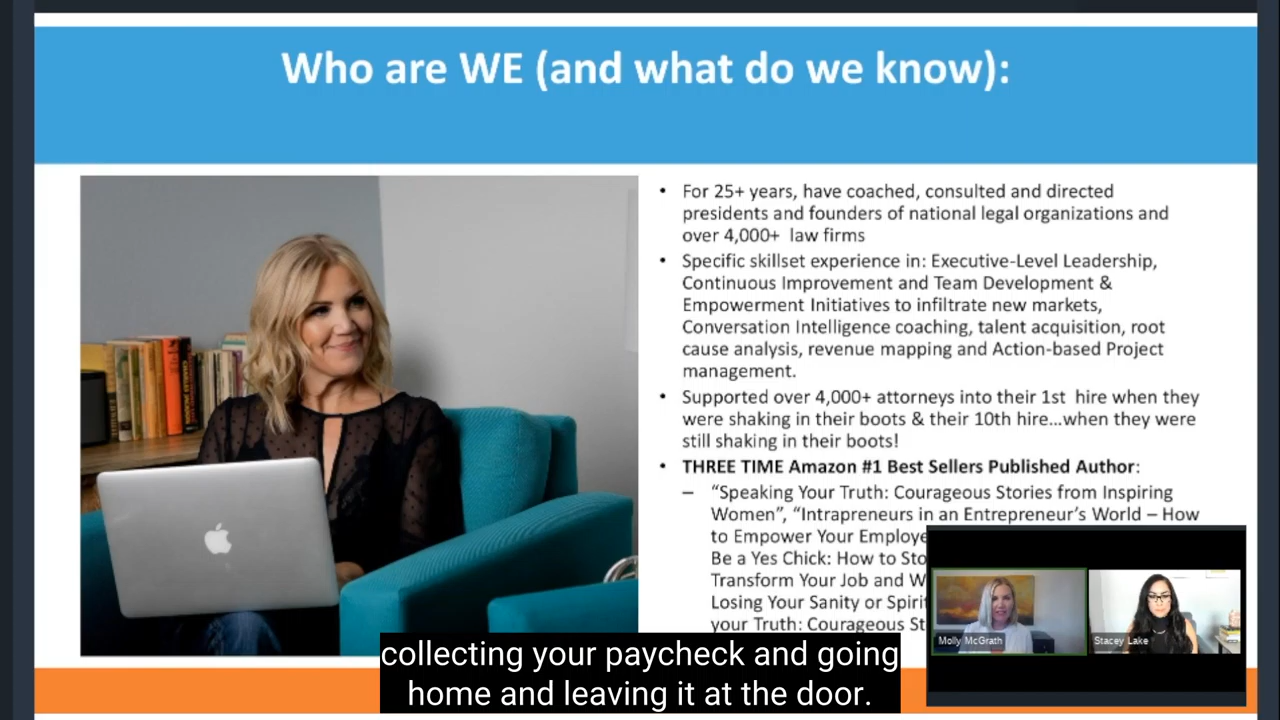 Who are WE (and what do we know):
• For 25+ years, have coached, consulted and directed
presidents and founders of national legal organizations and
over 4,000+ law firms
• Specific skillset experience in: Executive-Level Leadership,
Continuous Improvement and Team Development &
Empowerment Initiatives to infiltrate new markets,
Conversation Intelligence coaching, talent acquisition, root
cause analysis, revenue mapping and Action-based Project
management.
• Supported over 4,000+ attorneys into their 1st hire when they
were shaking in their boots & their 10th hire…when they were
still shaking in their boots!
• THREE TIME Amazon #1 Best Sellers Published Author:
– “Speaking Your Truth: Courageous Stories from Inspiring
Women”, “Intrapreneurs in an Entrepreneur’s World – How
to Empower Your Employe
Be a Yes Chick: How to Sto
Transform Your Job and W
Losing Your Sanity or Spiri
your Truth: Courageous St
Molly McGrath
Stacey Lake
collecting your paycheck and going
home and leaving it at the door.